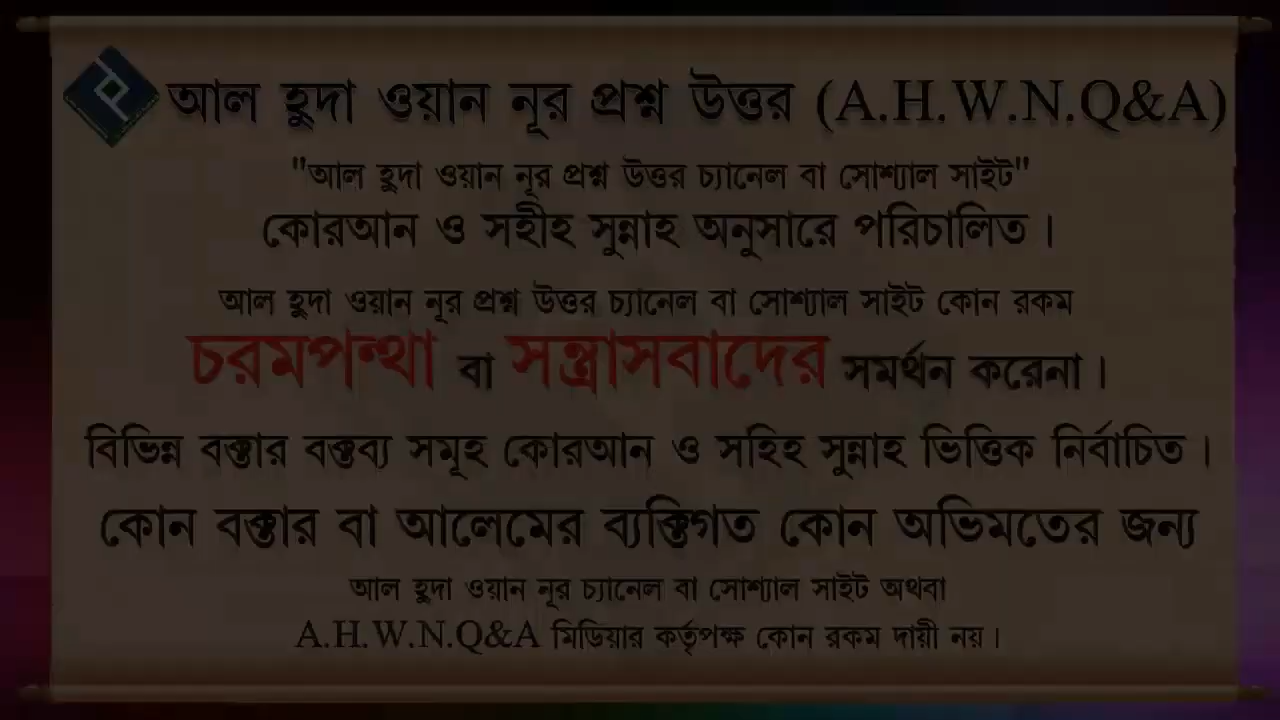 আল হুদা ওয়ান নূর প্রশ্ন উত্তর (A.H.W.N.Q&A)
"আল হুদা ওয়ান নূর প্রশ্ন উত্তর চ্যানেল বা সোশ্যাল সাইট"
কোরআন ও সহীহ সুন্নাহ অনুসারে পরিচালিত।
আল হুদা ওয়ান নূর প্রশ্ন উত্তর চ্যানেল বা সোশ্যাল সাইট কোন রকম
চরমপন্থা বা সন্ত্রাসবাদের সমর্থন করেনা।
বিভিন্ন বক্তার বক্তব্য সমূহ কোরআন ও সহিহ সুন্নাহ ভিত্তিক নির্বাচিত।
কোন বক্তার বা আলেমের ব্যক্তিগত কোন অভিমতের জন্য
আল হুদা ওয়ান নূর চ্যানেল বা সোশ্যাল সাইট অথবা
A.H.W.N.Q&A মিডিয়ার কর্তৃপক্ষ কোন রকম দায়ী নয়।